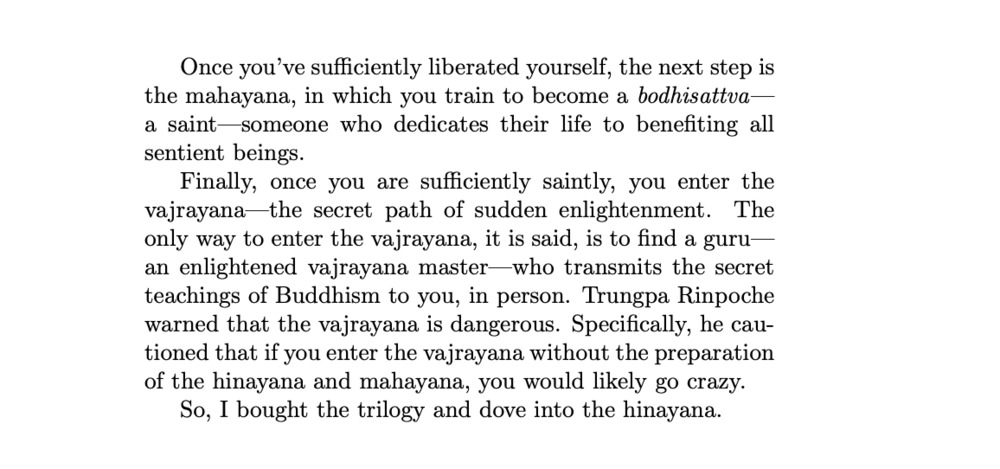 Once you’ve sufficiently liberated yourself, the next step is
the mahayana, in which you train to become a bodhisattva—
a saint—someone who dedicates their life to benefiting all
sentient beings.
Finally, once you are sufficiently saintly, you enter the
vajrayana—the secret path of sudden enlightenment. The
only way to enter the vajrayana, it is said, is to find a guru—
an enlightened vajrayana master—who transmits the secret
teachings of Buddhism to you, in person. Trungpa Rinpoche
warned that the vajrayana is dangerous. Specifically, he cau-
tioned that if you enter the vajrayana without the preparation
of the hinayana and mahayana, you would likely go crazy.
So, I bought the trilogy and dove into the hinayana.